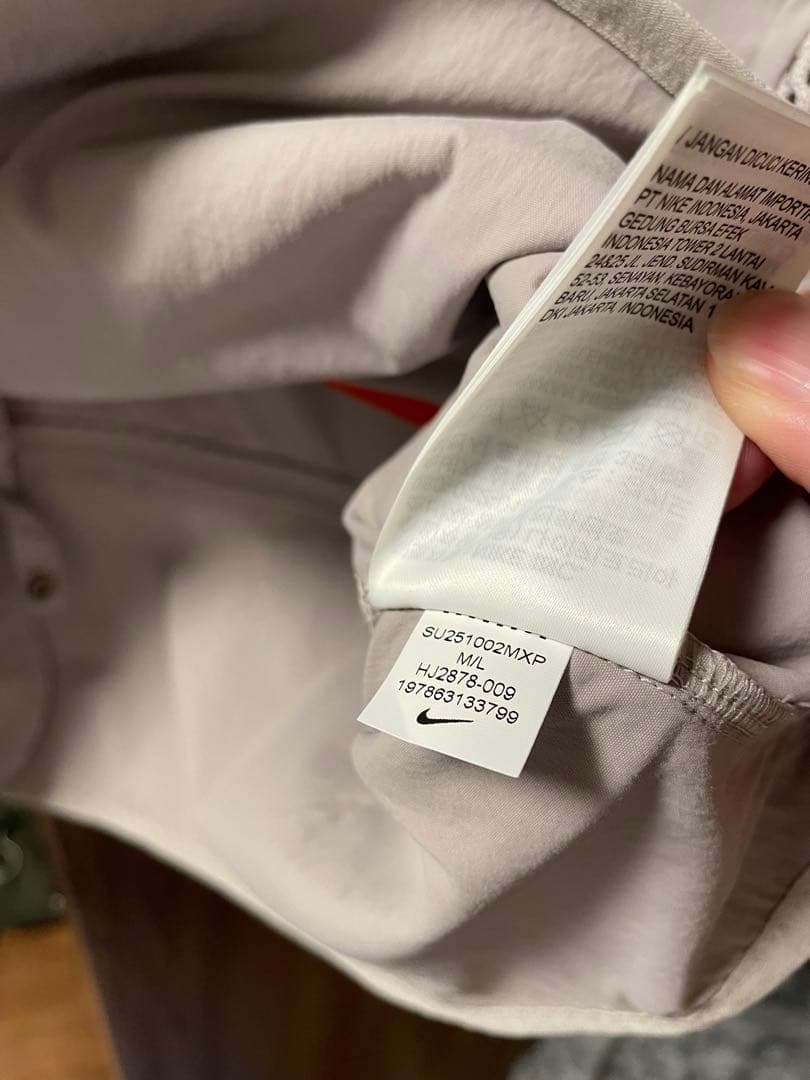 / JANGAN DICUCI KERIN
NAMA DAN ALAMAT IMPORTIR
PT NIKE INDONESIA, JAKARTA
GEDUNG BURSA EFEK
INDONESIA TOWER 2 LANTAI
24&25 JL. JEND. SUDIRMAN KAV
52-53 SENAYAN, KEBAYORA
BARU, JAKARTA SELATAN 1
DKI JAKARTA, INDONESIA
SU251002MXP
M/L
HJ2878-009
197863133799